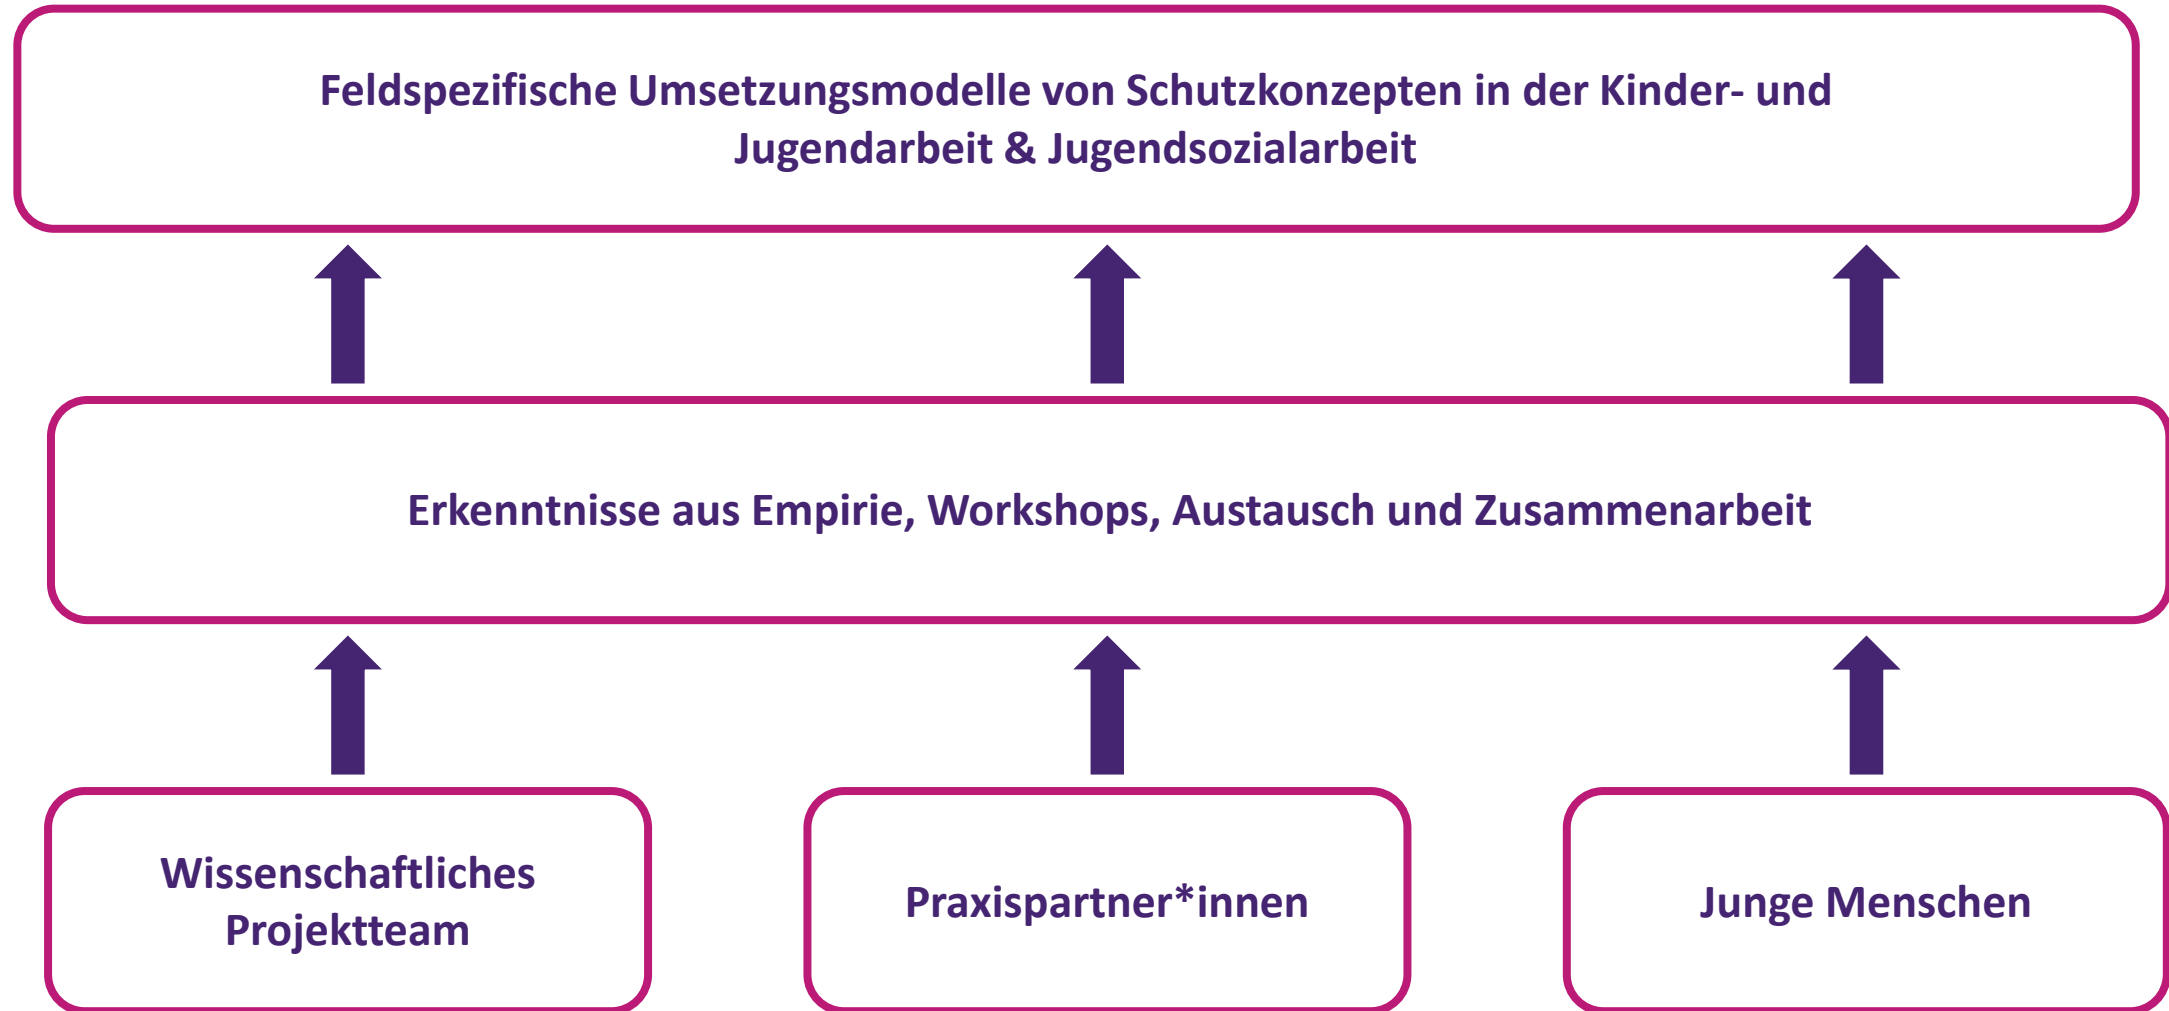 Feldspezifische Umsetzungsmodelle von Schutzkonzepten in der Kinder- und
Jugendarbeit & Jugendsozialarbeit
Erkenntnisse aus Empirie, Workshops, Austausch und Zusammenarbeit
Wissenschaftliches
Projektteam
Praxispartner*innen
Junge Menschen